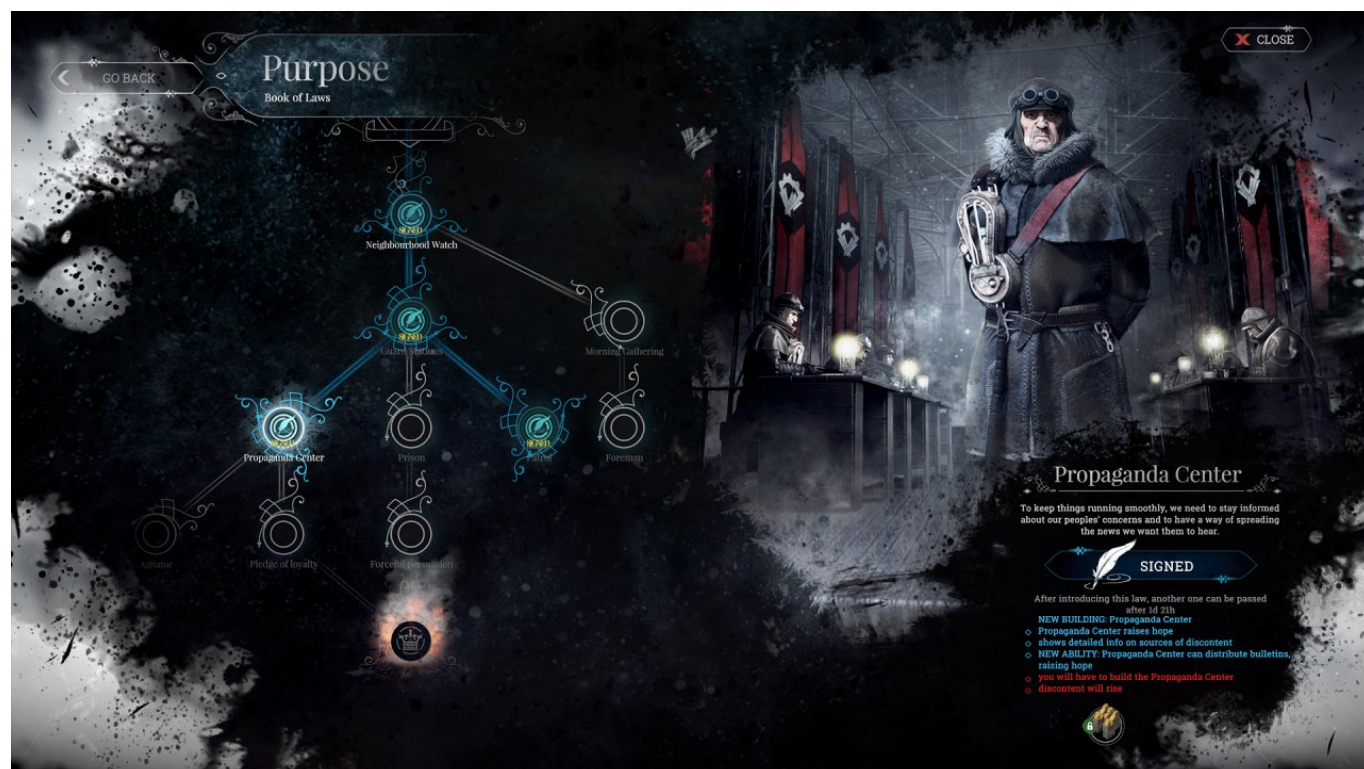 Purpose
GO BACK
Book of Laws
CLOSE
SIGNED
Neighbourhood Watch
SIGNED
Guard Stations
Morning Gathering
SIGNED
Propaganda Center
Prison
SIGNED
Patrol
Foreman
Agitator
Pledge of loyalty
Forceful persuasion
Propaganda Center
To keep things running smoothly, we need to stay informed
about our peoples' concerns and to have a way of spreading
the news we want them to hear.
SIGNED
After introducing this law, another one can be passed
after 1d 21h
NEW BUILDING: Propaganda Center
Propaganda Center raises hope
shows detailed info on sources of discontent
NEW ABILITY: Propaganda Center can distribute bulletins,
raising hope
you will have to build the Propaganda Center
discontent will rise